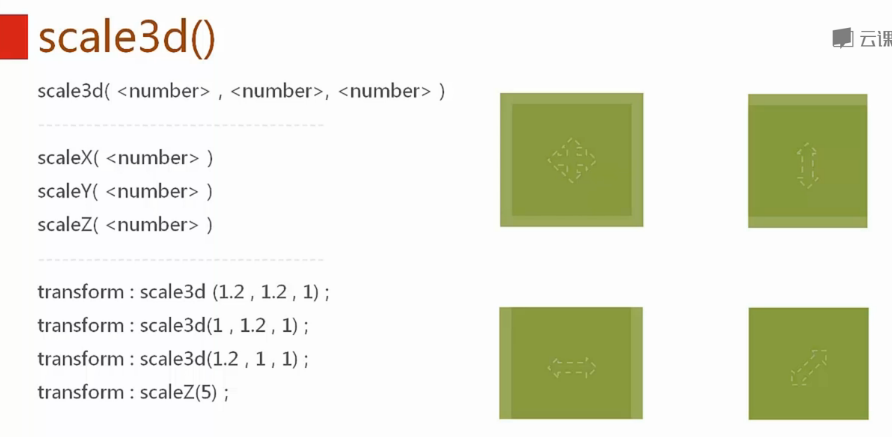 scale3d()
云课
scale3d( <number> , <number>, <number> )
scaleX( <number> )
scaleY( <number> )
scaleZ( <number> )
transform : scale3d (1.2 , 1.2 , 1) ;
transform : scale3d(1 , 1.2 , 1) ;
transform : scale3d(1.2 , 1 , 1) ;
transform : scaleZ(5) ;